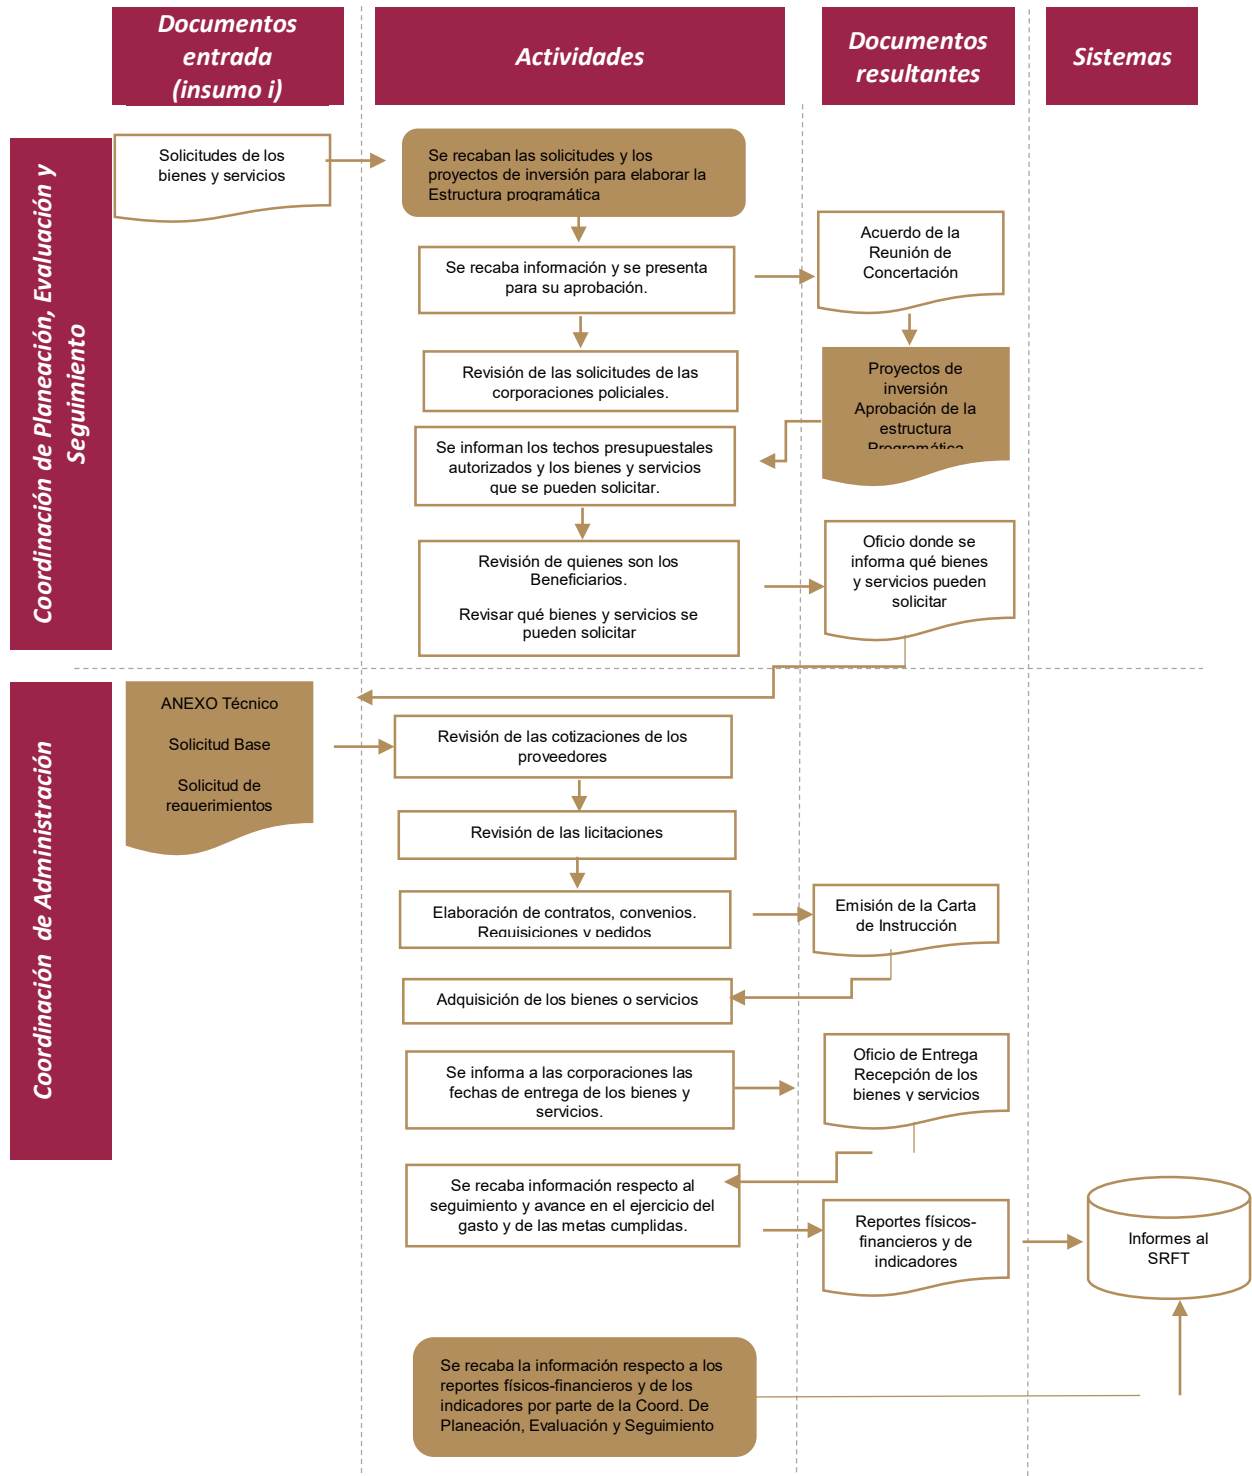 Documentos
entrada
(insumo i)
Actividades
Documentos
resultantes
Sistemas
Coordinación de Planeación, Evaluación y
Seguimiento
Solicitudes de los
bienes y servicios
Se recaban las solicitudes y los
proyectos de inversión para elaborar la
Estructura programática
Se recaba información y se presenta
para su aprobación.
Acuerdo de la
Reunión de
Concertación
Revisión de las solicitudes de las
corporaciones policiales.
Proyectos de
inversión
Aprobación de la
estructura
Programática
Se informan los techos presupuestales
autorizados y los bienes y servicios
que se pueden solicitar.
Revisión de quienes son los
Beneficiarios.
Revisar qué bienes y servicios se
pueden solicitar
Oficio donde se
informa qué bienes
y servicios pueden
solicitar
Coordinación de Administración
ANEXO Técnico
Solicitud Base
Solicitud de
requerimientos
Revisión de las cotizaciones de los
proveedores
Revisión de las licitaciones
Elaboración de contratos, convenios.
Requisiciones y pedidos
Emisión de la Carta
de Instrucción
Adquisición de los bienes o servicios
Se informa a las corporaciones las
fechas de entrega de los bienes y
servicios.
Oficio de Entrega
Recepción de los
bienes y servicios
Se recaba información respecto al
seguimiento y avance en el ejercicio del
gasto y de las metas cumplidas.
Reportes físicos-
financieros y de
indicadores
Informes al
SRFT
Se recaba la información respecto a los
reportes físicos-financieros y de los
indicadores por parte de la Coord. De
Planeación, Evaluación y Seguimiento